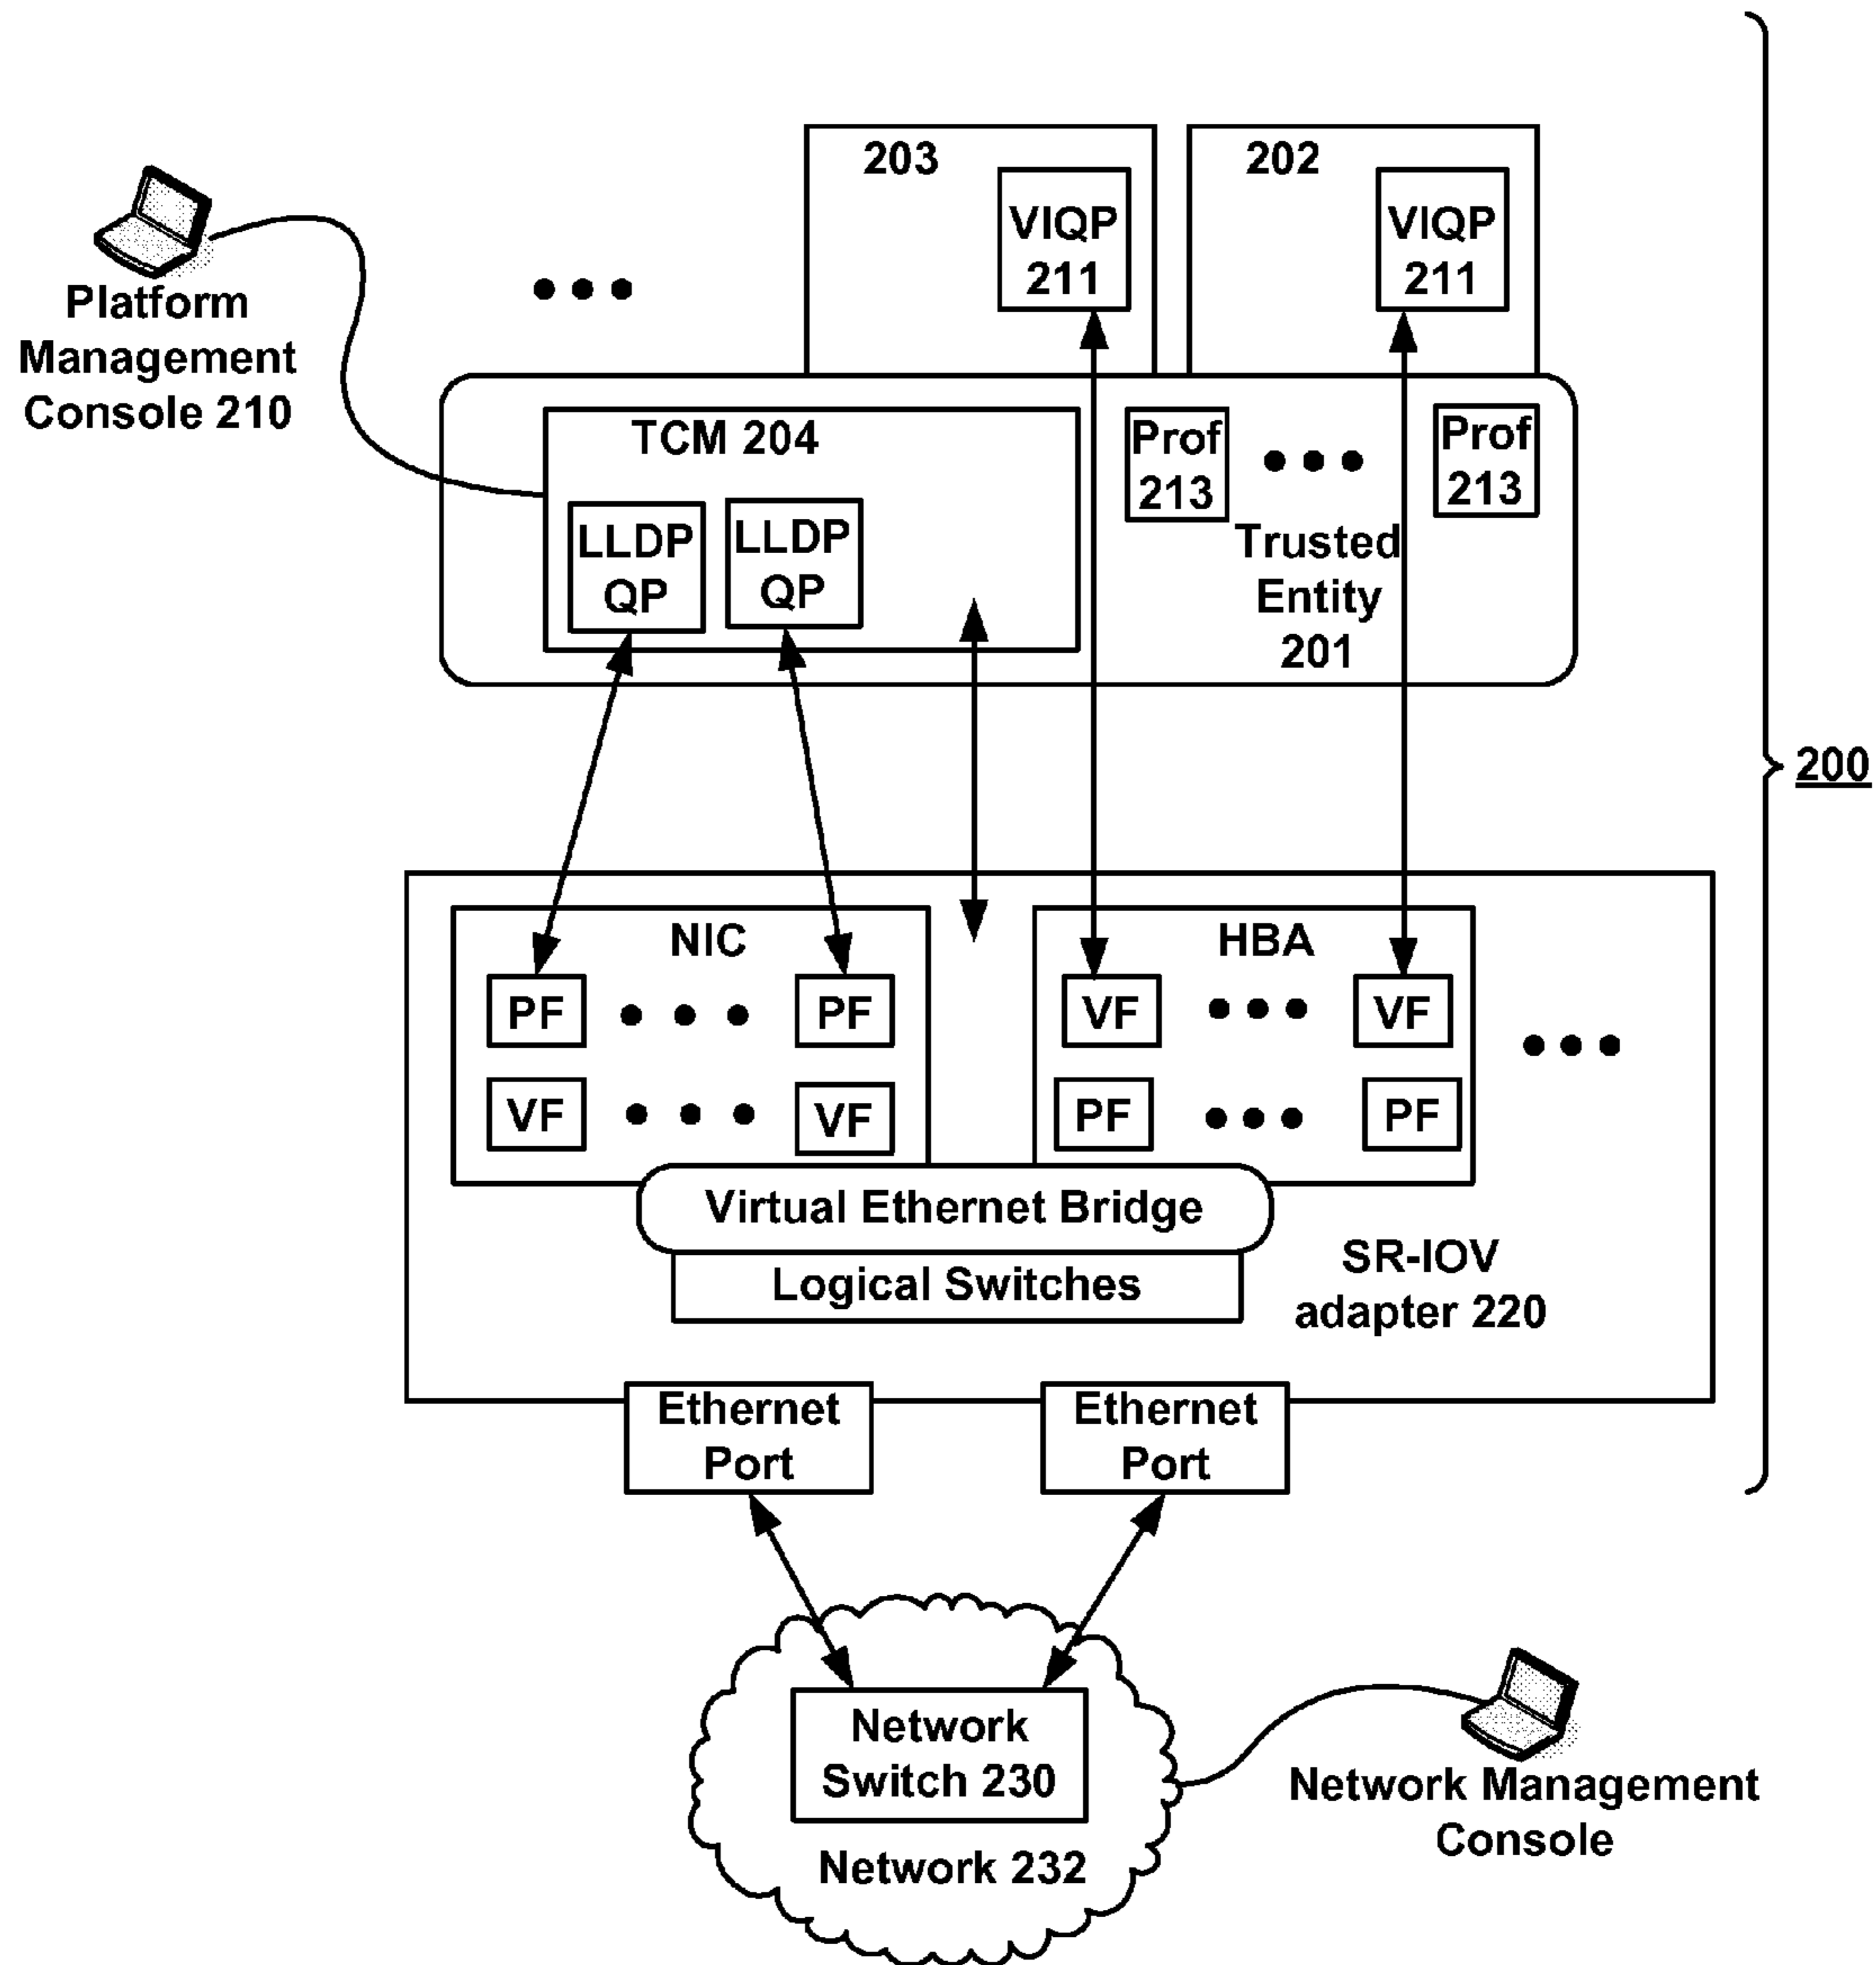 203
202
VIQP
211
VIQP
211
Platform
Management
Console 210
TCM 204
Prof
213
Prof
213
LLDP
QP
LLDP
QP
Trusted
Entity
201
200
NIC
HBA
PF
PF
VF
VF
VF
VF
PF
PF
Virtual Ethernet Bridge
Logical Switches
SR-IOV
adapter 220
Ethernet
Port
Ethernet
Port
Network
Switch 230
Network 232
Network Management
Console